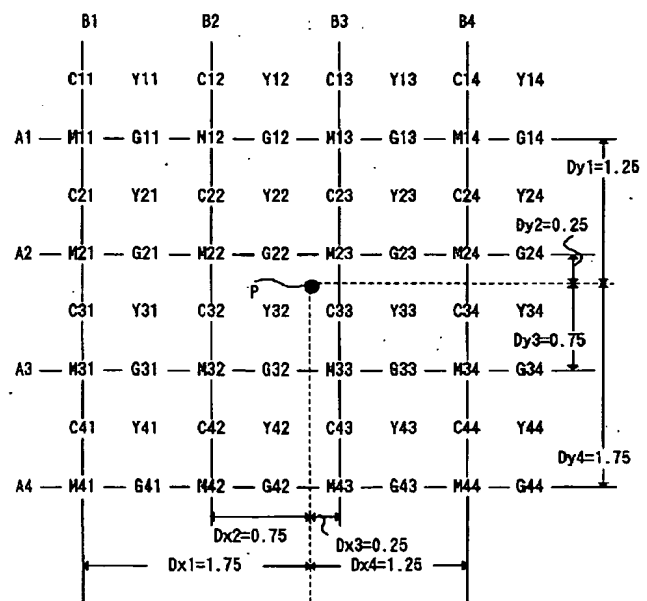 B1 B2 B3 B4
C11 Y11 C12 Y12 C13 Y13 C14 Y14
A1 M11 G11 M12 G12 M13 G13 M14 G14
Dy1=1.25
C21 Y21 C22 Y22 C23 Y23 C24 Y24
Dy2=0.25
A2 M21 G21 M22 G22 M23 G23 M24 G24
P
C31 Y31 C32 Y32 C33 Y33 C34 Y34
Dy3=0.75
A3 M31 G31 M32 G32 M33 G33 M34 G34
C41 Y41 C42 Y42 C43 Y43 C44 Y44
Dy4=1.75
A4 M41 G41 M42 G42 M43 G43 M44 G44
Dx2=0.75
Dx3=0.25
Dx1=1.75 Dx4=1.25